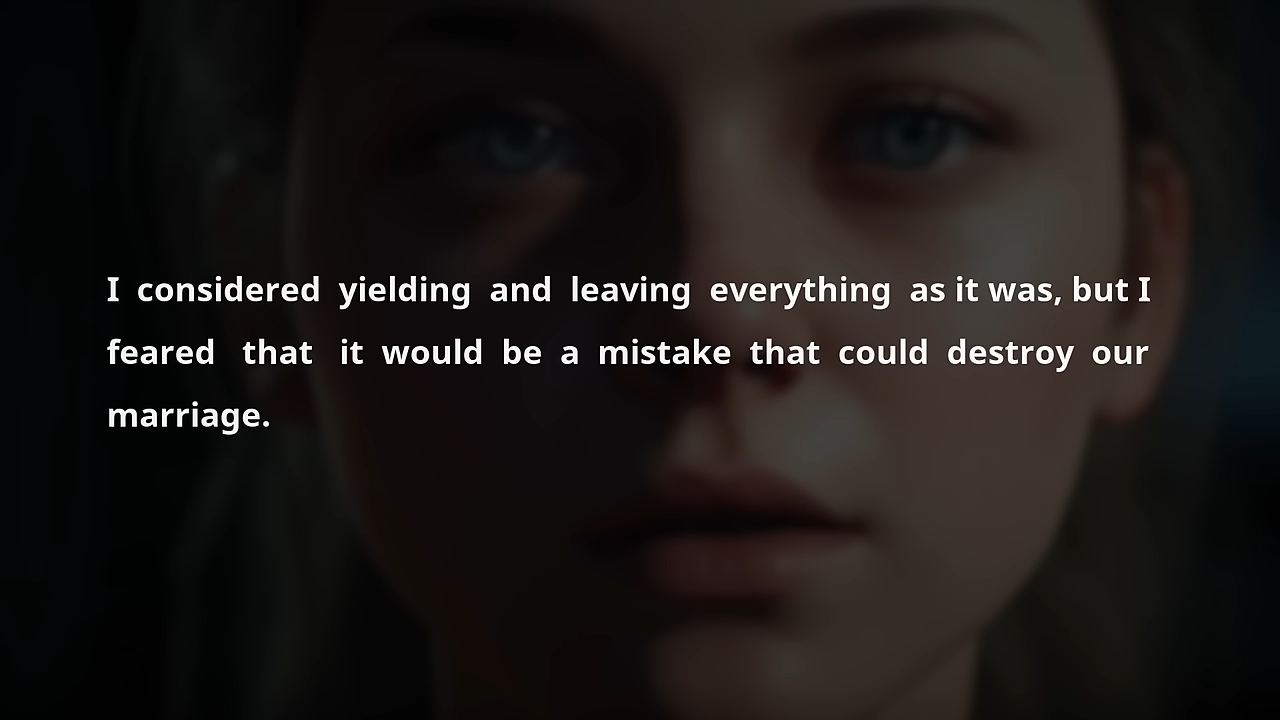 I considered yielding and leaving everything as it was, but I
feared that it would be a mistake that could destroy our
marriage.